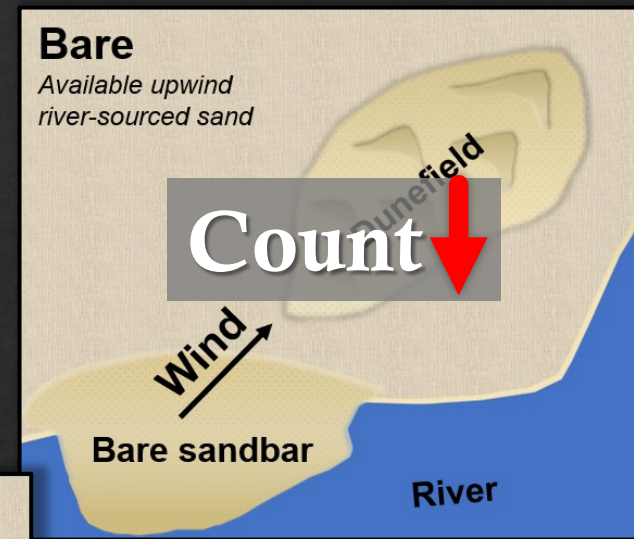 Bare
Available upwind
river-sourced sand
Dunefield
Count
Wind
Bare sandbar
River